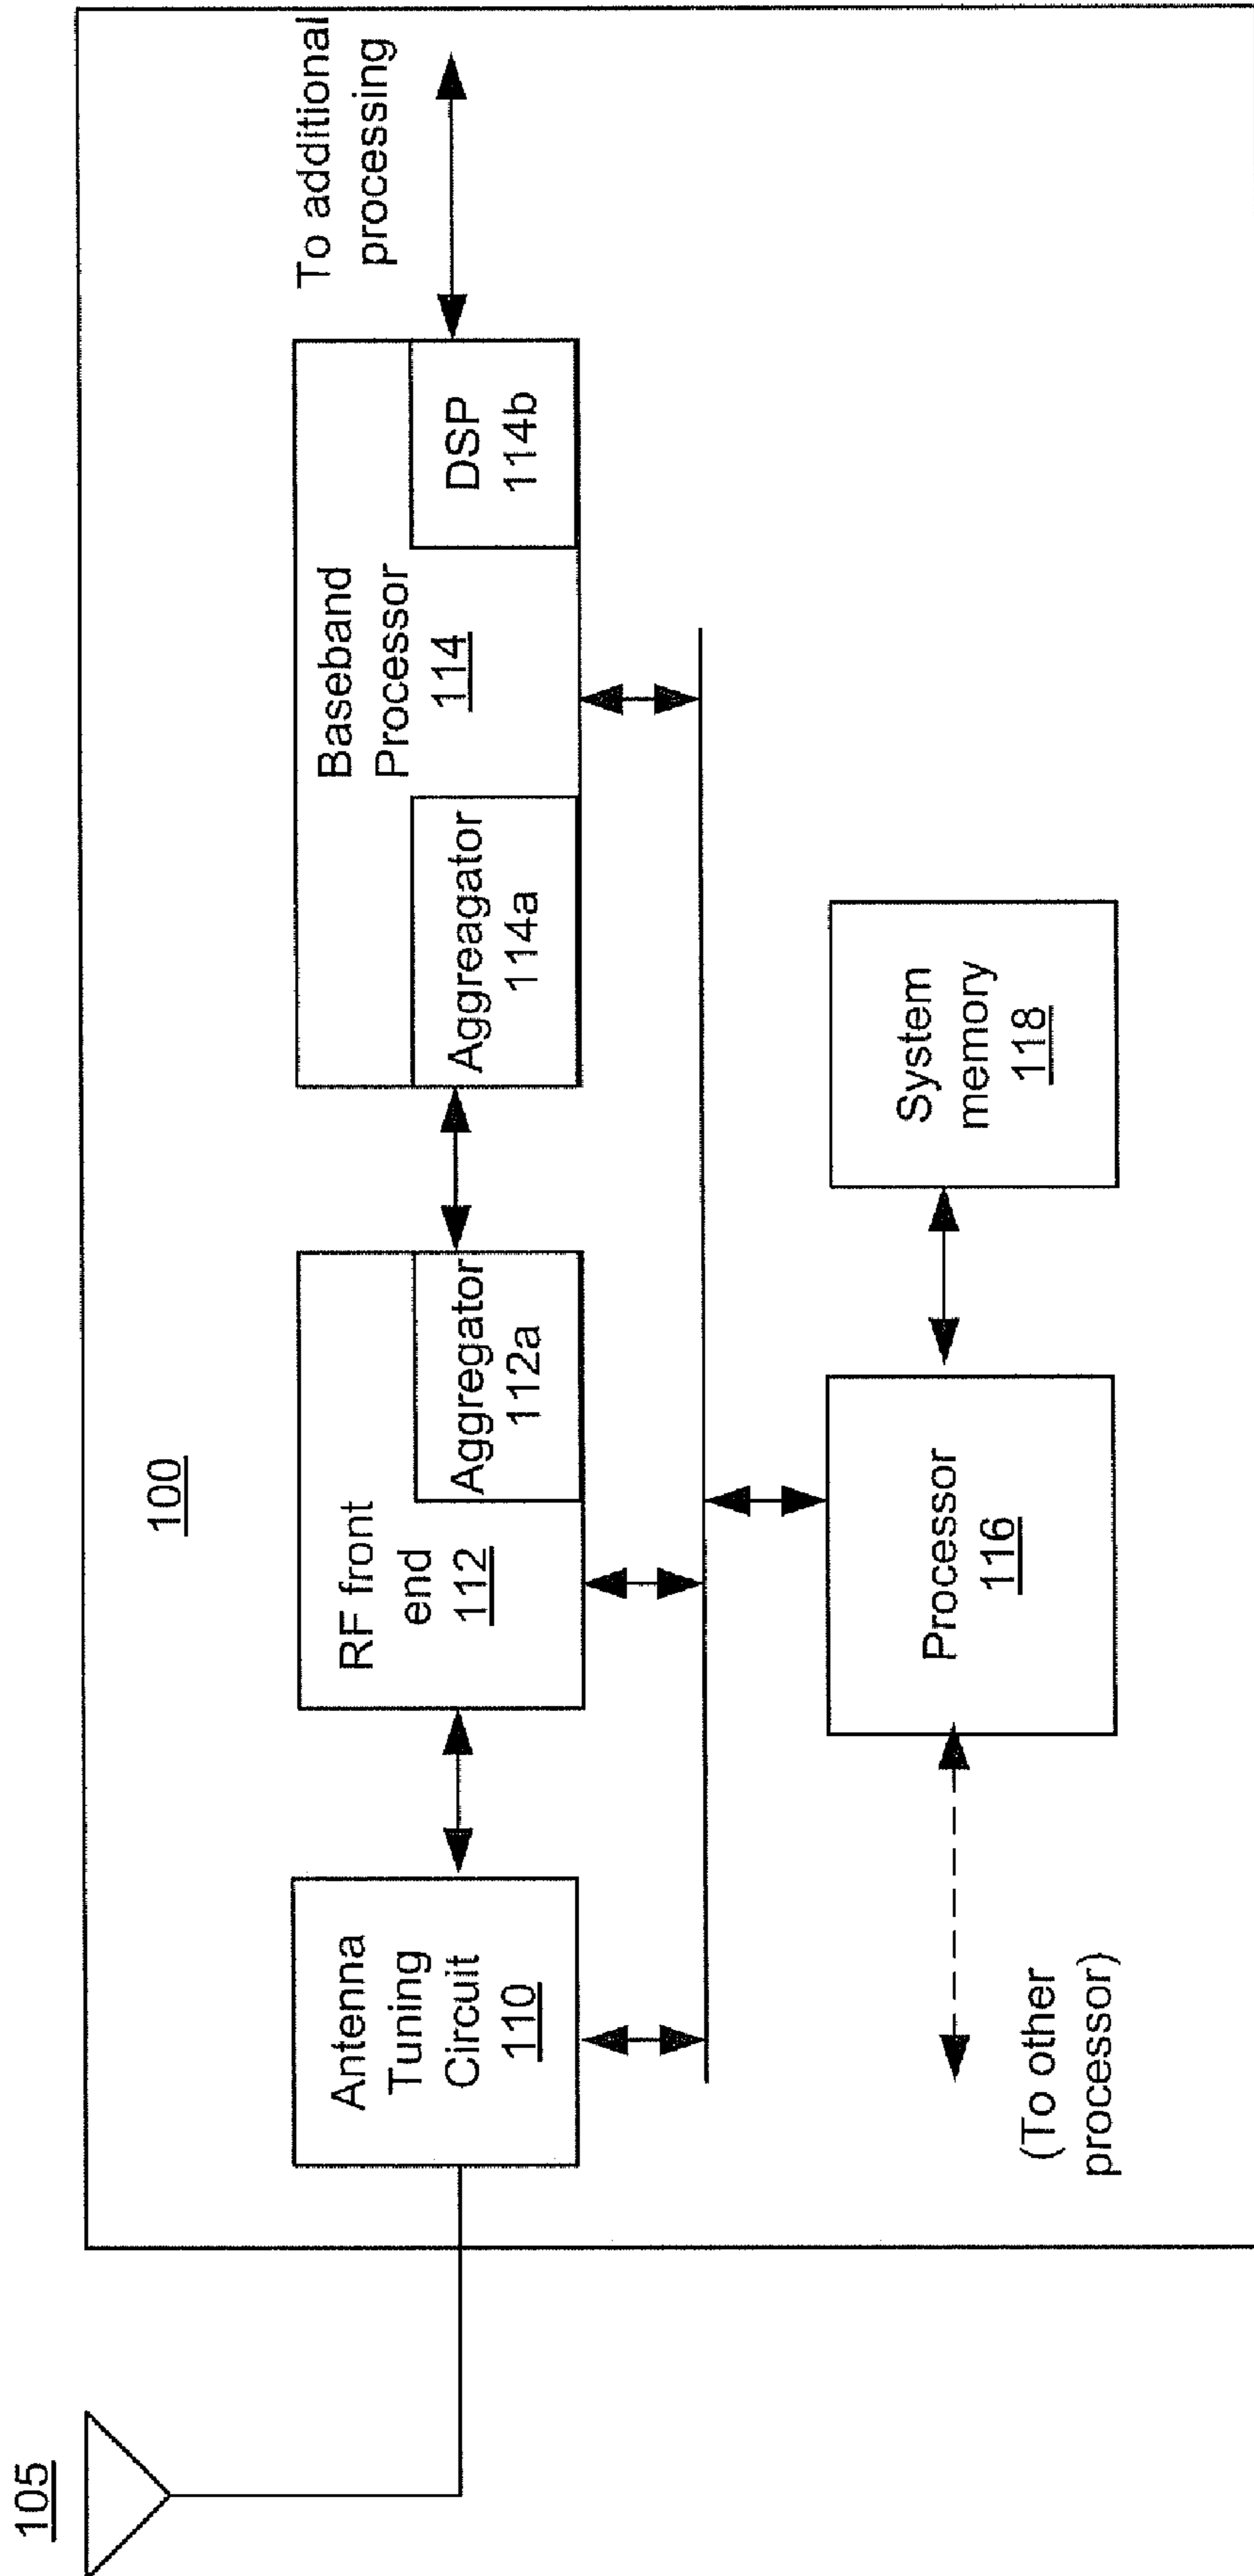 105
100
Antenna
Tuning
Circuit
110
RF front
end
112
Aggregator
112a
Baseband
Processor
114
Aggreagator
114a
DSP
114b
To additional
processing
(To other
processor)
Processor
116
System
memory
118